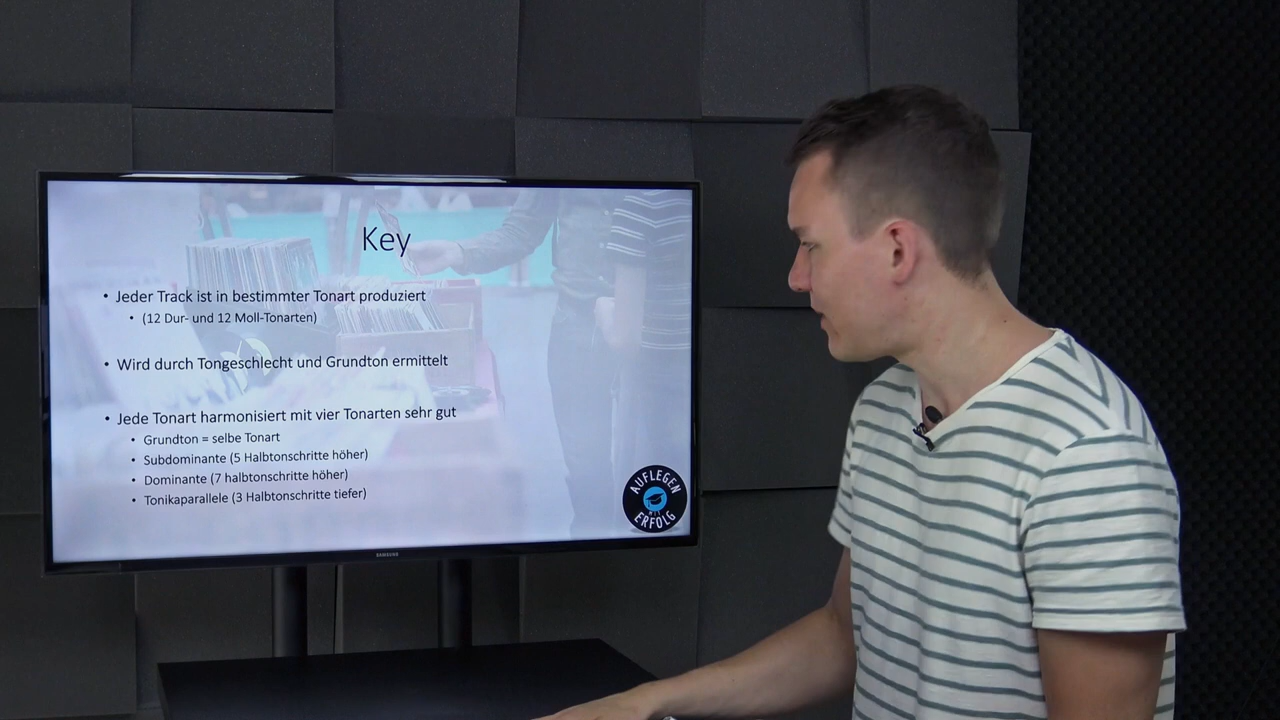 Key
• Jeder Track ist in bestimmter Tonart produziert
• (12 Dur- und 12 Moll-Tonarten)
• Wird durch Tongeschlecht und Grundton ermittelt
• Jede Tonart harmonisiert mit vier Tonarten sehr gut
• Grundton = selbe Tonart
• Subdominante (5 Halbtonschritte höher)
• Dominante (7 halbtonschritte höher)
• Tonikaparallele (3 Halbtonschritte tiefer)
AUFLEGEN
MIT
ERFOLG
SAMSUNG